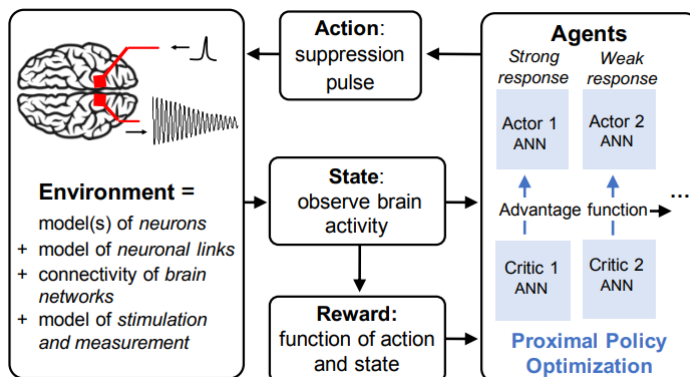 Environment =
model(s) of neurons
+ model of neuronal links
+ connectivity of brain
networks
+ model of stimulation
and measurement
Action:
suppression
pulse
State:
observe brain
activity
Reward:
function of action
and state
Agents
Strong Weak
response response
Actor 1 Actor 2
ANN ANN
Advantage function
...
Critic 1 Critic 2
ANN ANN
Proximal Policy
Optimization